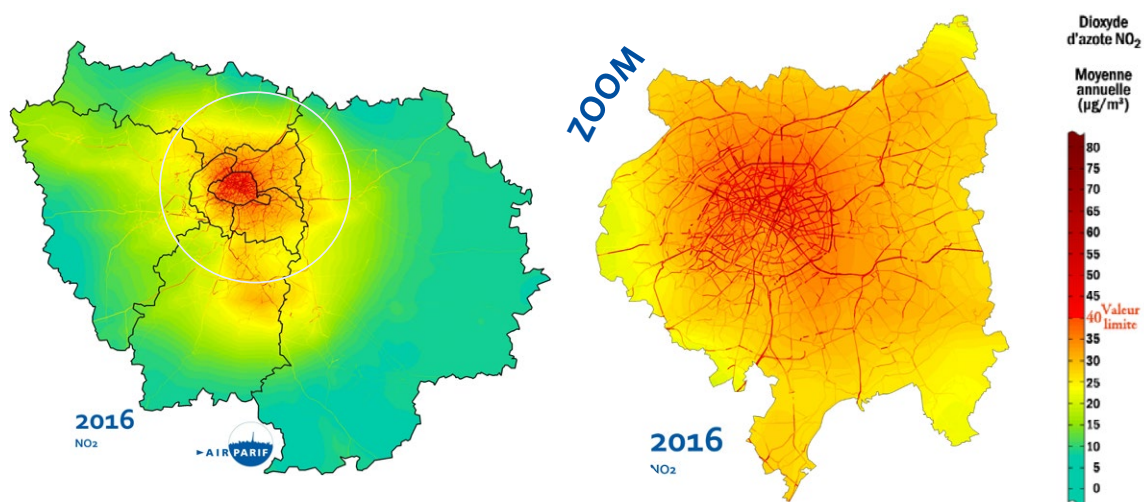 2016
NO2
AIRPARIF
ZOOM
2016
NO2
Dioxyde
d'azote NO2
Moyenne
annuelle
(µg/m³)
80
75
70
65
60
55
50
45
40 Valeur
limite
35
30
25
20
15
10
5
0